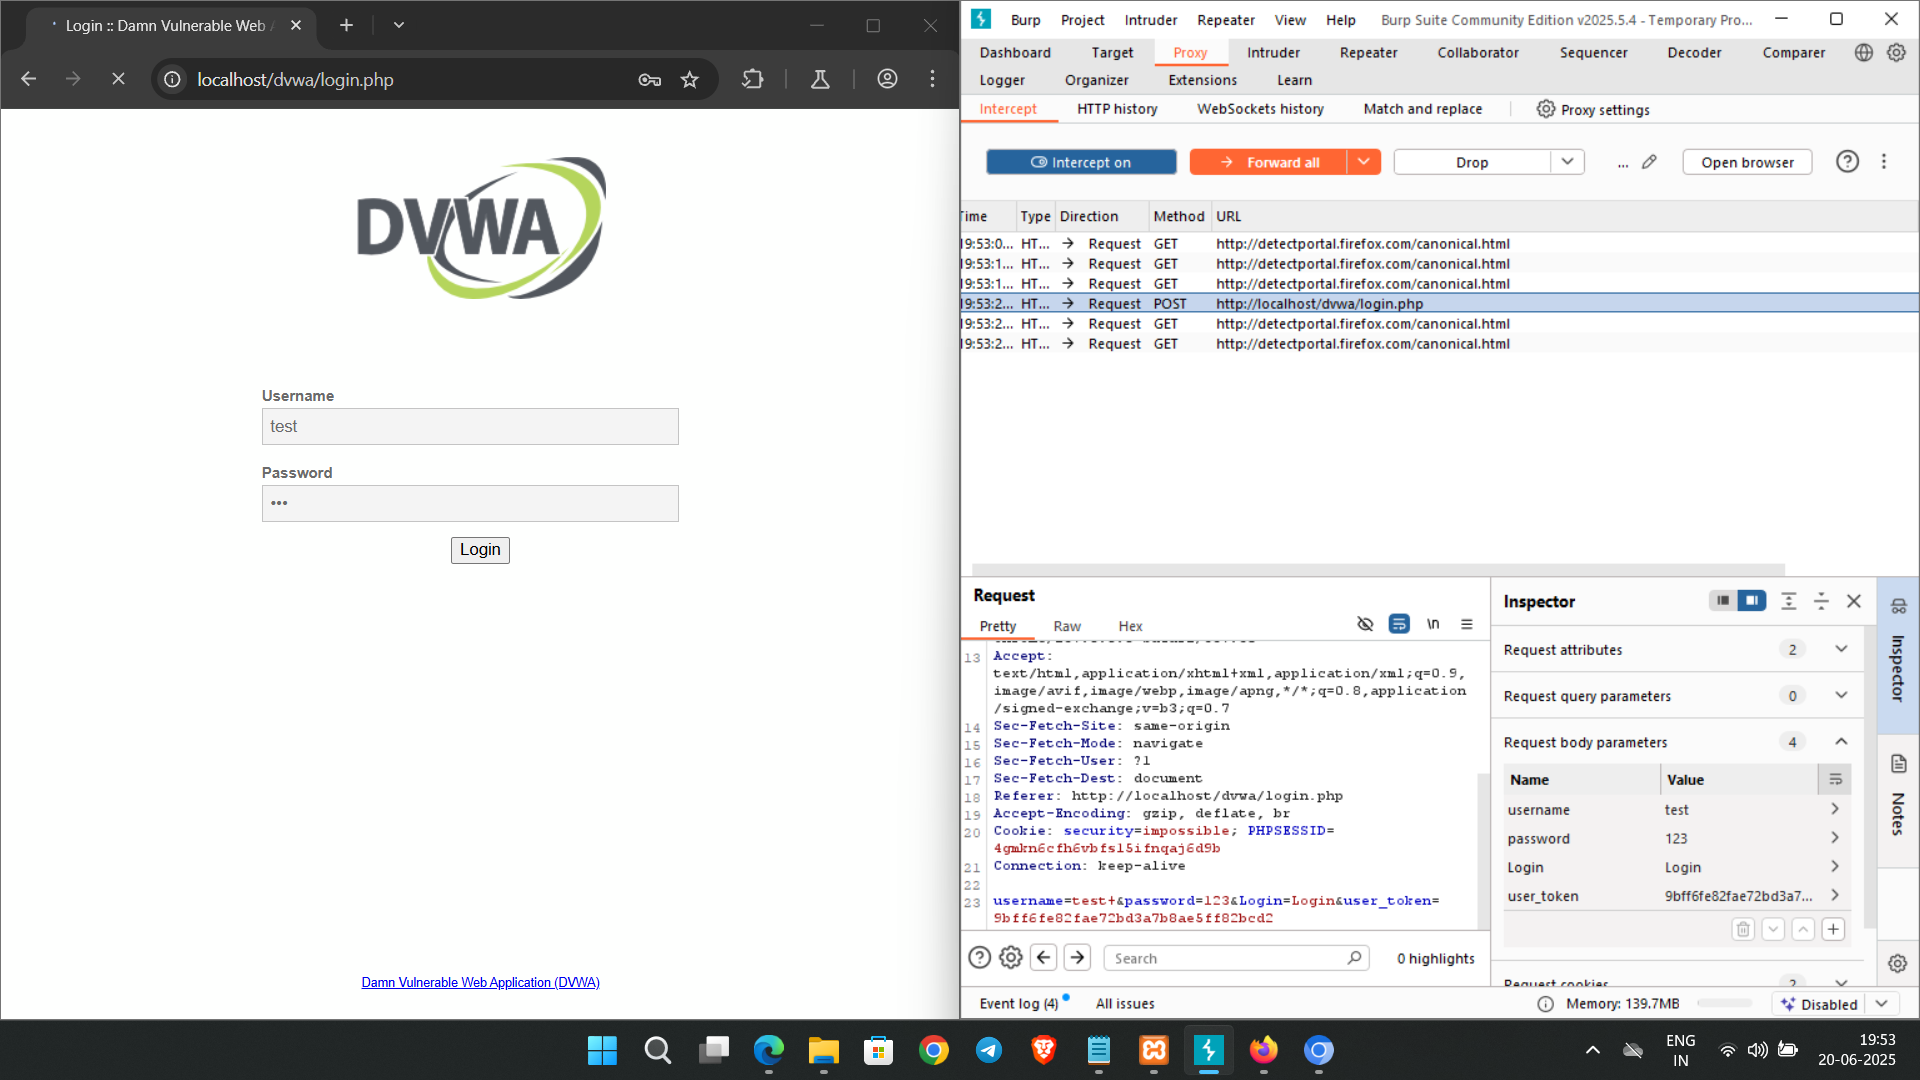 Login :: Damn Vulnerable Web A
localhost/dvwa/login.php
DVWA
Username
test
Password
•••
Login
Damn Vulnerable Web Application (DVWA)
Burp Project Intruder Repeater View Help Burp Suite Community Edition v2025.5.4 - Temporary Pro...
Dashboard Target Proxy Intruder Repeater Collaborator Sequencer Decoder Comparer
Logger Organizer Extensions Learn
Intercept HTTP history WebSockets history Match and replace Proxy settings
Intercept on Forward all Drop ... Open browser
Time Type Direction Method URL
19:53:0... HT... → Request GET http://detectportal.firefox.com/canonical.html
19:53:1... HT... → Request GET http://detectportal.firefox.com/canonical.html
19:53:1... HT... → Request GET http://detectportal.firefox.com/canonical.html
19:53:2... HT... → Request POST http://localhost/dvwa/login.php
19:53:2... HT... → Request GET http://detectportal.firefox.com/canonical.html
19:53:2... HT... → Request GET http://detectportal.firefox.com/canonical.html
Request
Pretty Raw Hex \n
13 Accept:
text/html,application/xhtml+xml,application/xml;q=0.9,
image/avif,image/webp,image/apng,*/*;q=0.8,application
/signed-exchange;v=b3;q=0.7
14 Sec-Fetch-Site: same-origin
15 Sec-Fetch-Mode: navigate
16 Sec-Fetch-User: ?1
17 Sec-Fetch-Dest: document
18 Referer: http://localhost/dvwa/login.php
19 Accept-Encoding: gzip, deflate, br
20 Cookie: security=impossible; PHPSESSID=
4gmkn6cfh6vbfsl5ifnqaj6d9b
21 Connection: keep-alive
22
23 username=test+&password=123&Login=Login&user_token=
9bff6fe82fae72bd3a7b8ae5ff82bcd2
Search 0 highlights
Inspector
Request attributes 2
Request query parameters 0
Request body parameters 4
Name Value
username test
password 123
Login Login
user_token 9bff6fe82fae72bd3a7...
Request cookies 2
Inspector
Notes
Event log (4) All issues Memory: 139.7MB Disabled
ENG
IN
19:53
20-06-2025